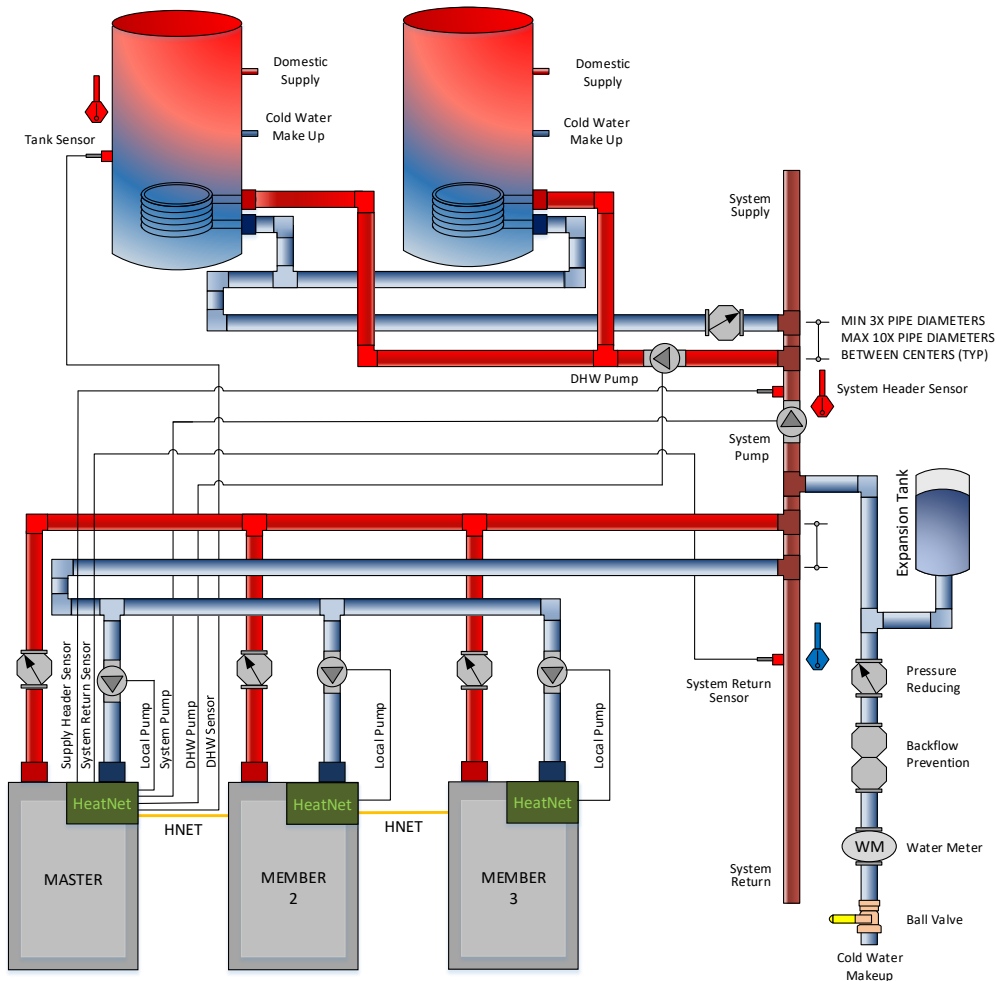 Domestic
Supply
Domestic
Supply
Cold Water
Make Up
Cold Water
Make Up
Tank Sensor
System
Supply
MIN 3X PIPE DIAMETERS
MAX 10X PIPE DIAMETERS
BETWEEN CENTERS (TYP)
DHW Pump
System Header Sensor
System
Pump
Expansion Tank
Supply Header Sensor
System Return Sensor
Local Pump
System Pump
DHW Pump
DHW Sensor
Local Pump
Local Pump
System Return
Sensor
Pressure
Reducing
Backflow
Prevention
HeatNet
HeatNet
HeatNet
HNET
HNET
WM
Water Meter
MASTER
MEMBER
2
MEMBER
3
System
Return
Ball Valve
Cold Water
Makeup